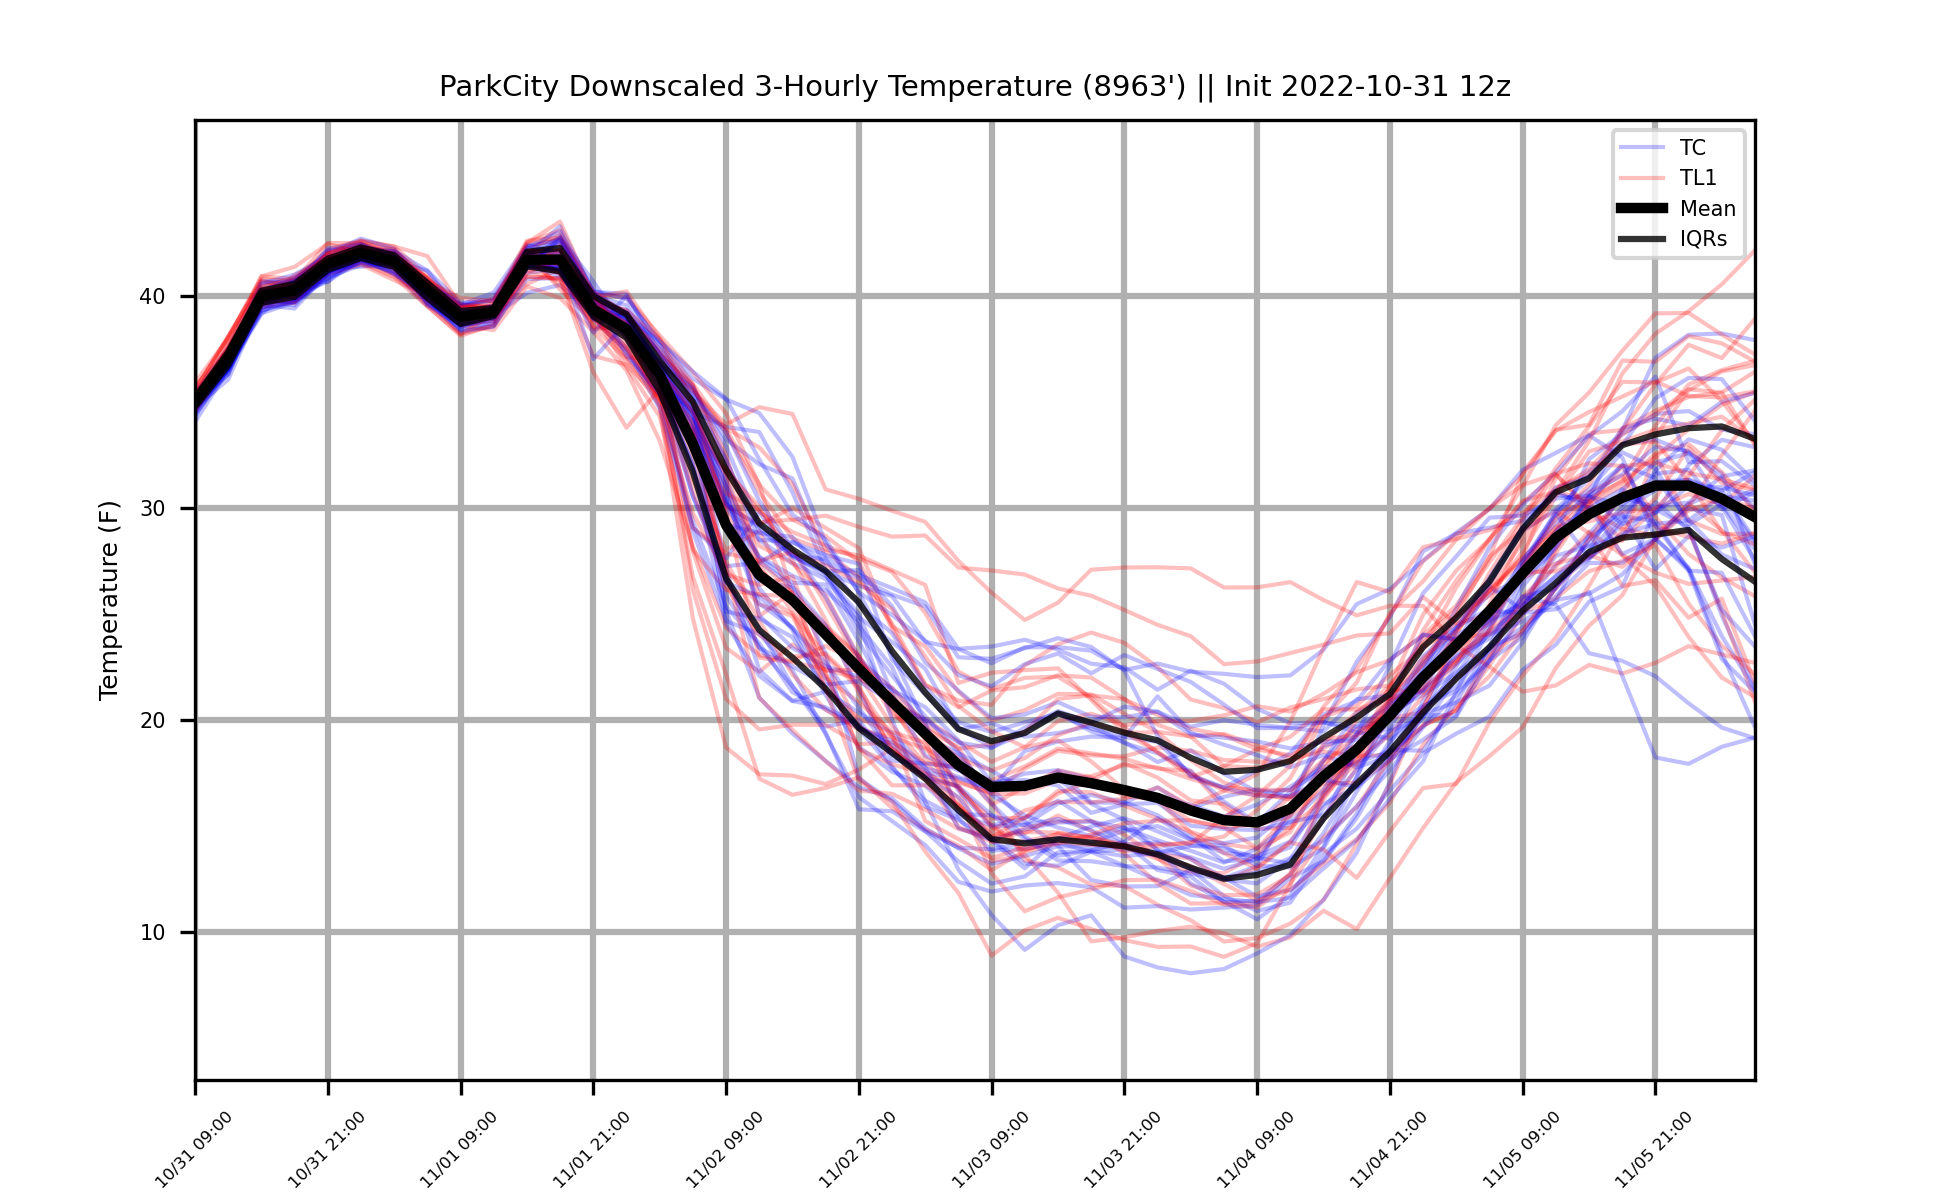 ParkCity Downscaled 3-Hourly Temperature (8963') || Init 2022-10-31 12z
TC
TL1
Mean
IQRs
Temperature (F)
40
30
20
10
10/31 09:00
10/31 21:00
11/01 09:00
11/01 21:00
11/02 09:00
11/02 21:00
11/03 09:00
11/03 21:00
11/04 09:00
11/04 21:00
11/05 09:00
11/05 21:00